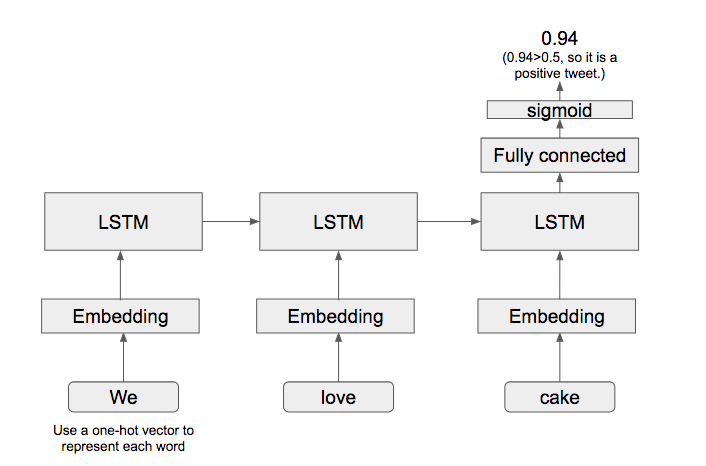 0.94
(0.94>0.5, so it is a
positive tweet.)
sigmoid
Fully connected
LSTM
LSTM
LSTM
Embedding
Embedding
Embedding
We
love
cake
Use a one-hot vector to
represent each word